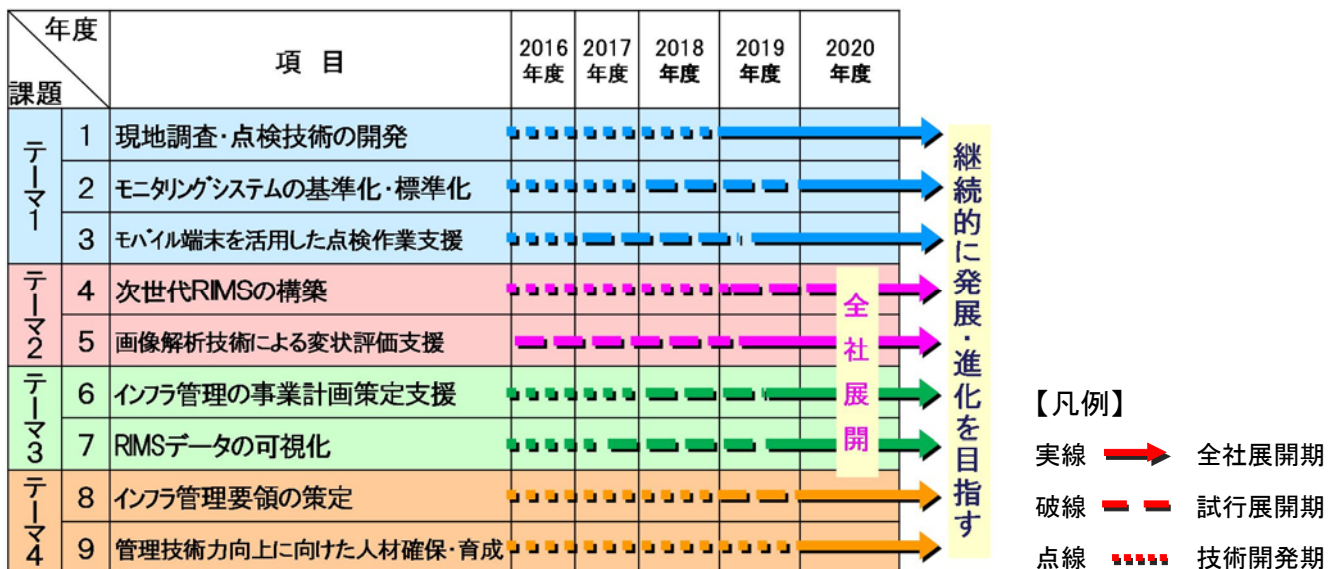 年度
課題
項 目
2016
年度
2017
年度
2018
年度
2019
年度
2020
年度
テーマ1
1
現地調査・点検技術の開発
2
モニタリングシステムの基準化・標準化
3
モバイル端末を活用した点検作業支援
テーマ2
4
次世代RIMSの構築
5
画像解析技術による変状評価支援
テーマ3
6
インフラ管理の事業計画策定支援
7
RIMSデータの可視化
テーマ4
8
インフラ管理要領の策定
9
管理技術力向上に向けた人材確保・育成
全社展開
継続的に発展・進化を目指す
【凡例】
実線 全社展開期
破線 試行展開期
点線 技術開発期